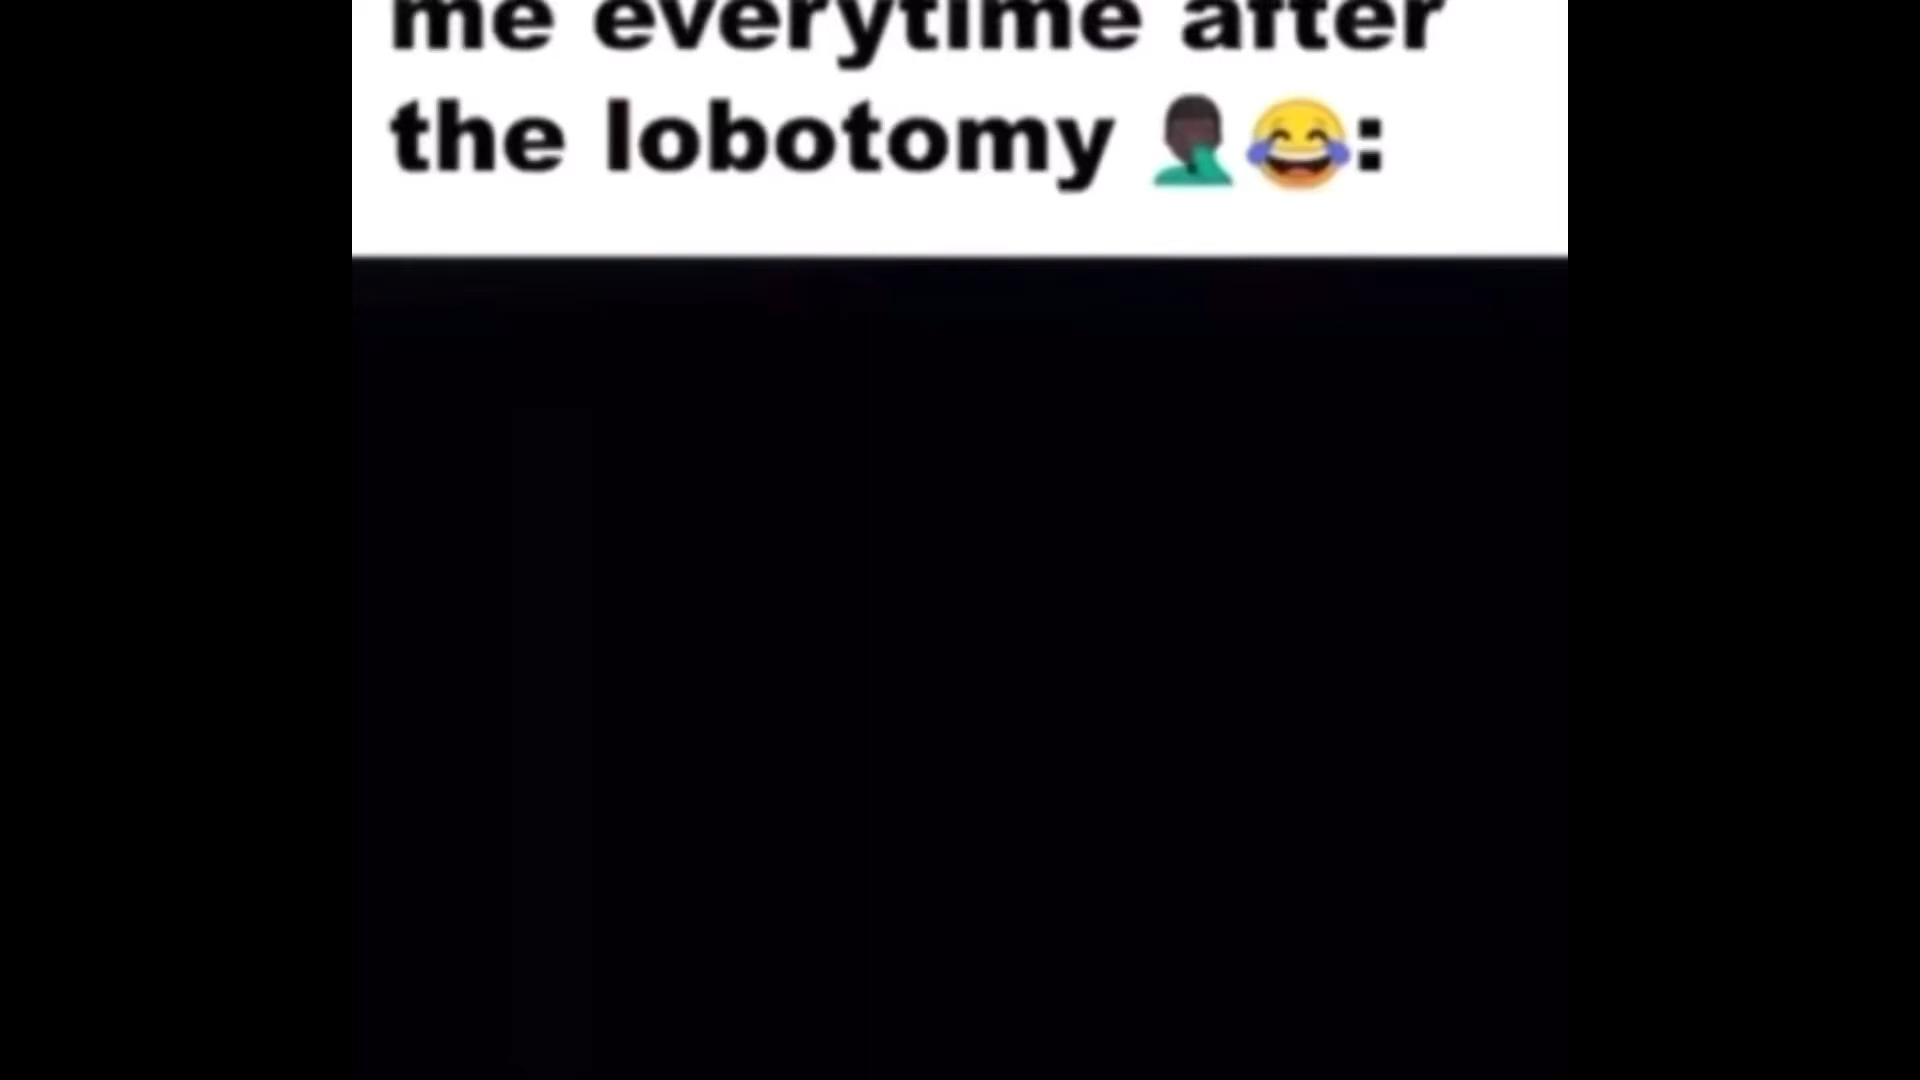 me everytime after
the lobotomy 🤦🏿‍♂️😂: